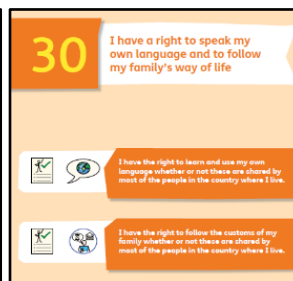 30
I have a right to speak my
own language and to follow
my family's way of life
I have the right to learn and use my own
language whether or not these are shared by
most of the people in the country where I live.
I have the right to follow the customs of my
family whether or not these are shared by
most of the people in the country where I live.